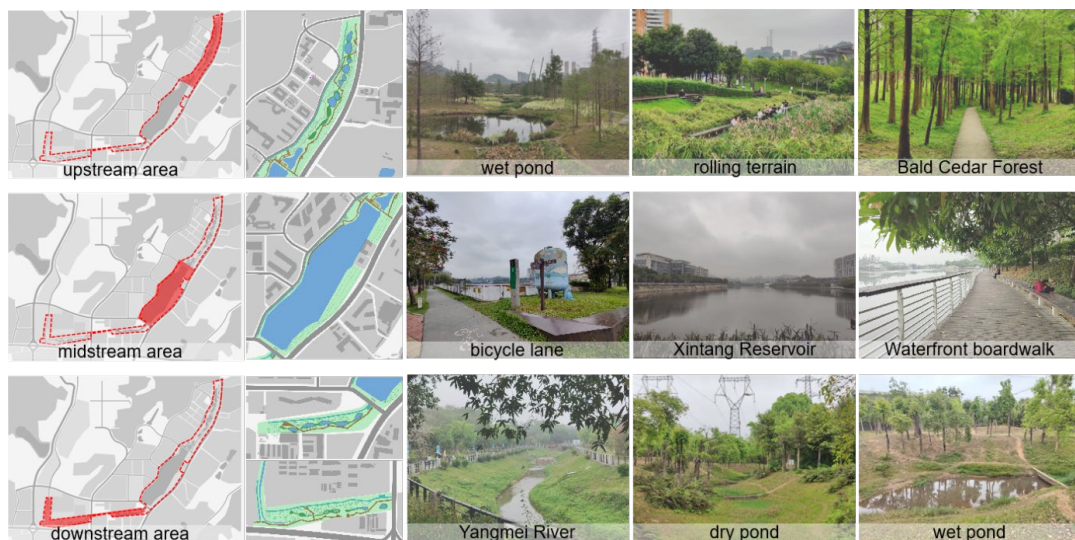 upstream area
wet pond
rolling terrain
Bald Cedar Forest
midstream area
bicycle lane
Xintang Reservoir
Waterfront boardwalk
downstream area
Yangmei River
dry pond
wet pond